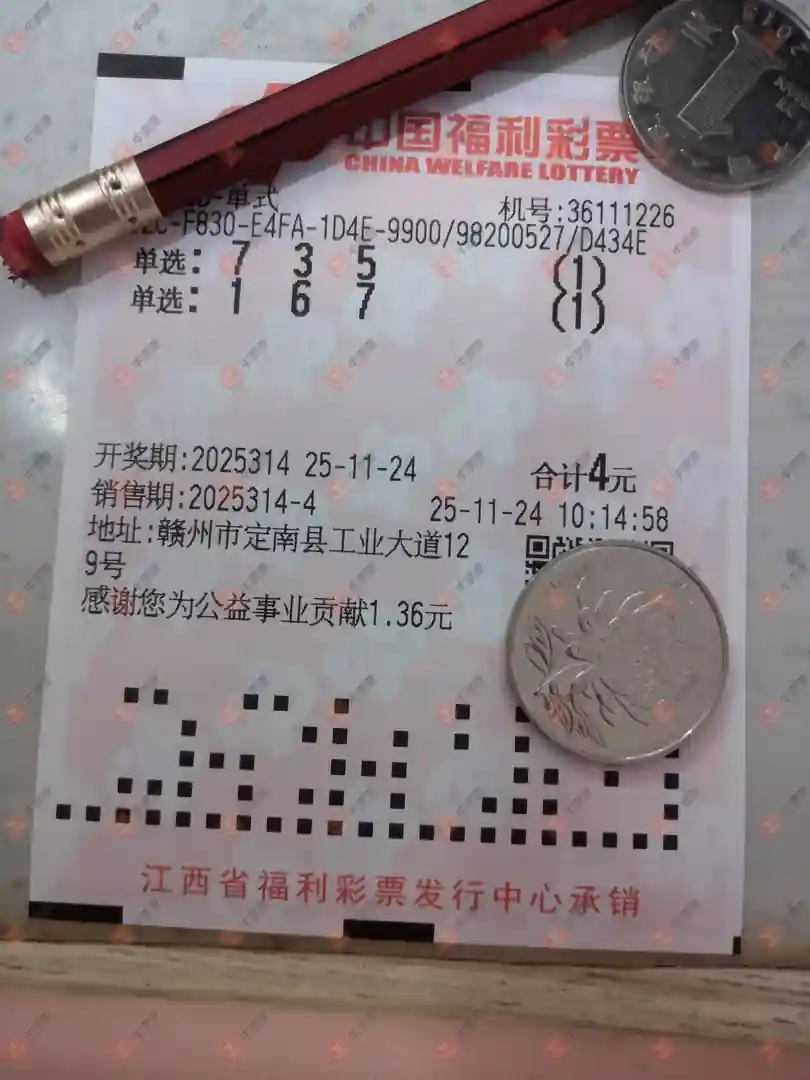 中国福利彩票
CHINA WELFARE LOTTERY
D-单式 机号:36111226
2C-F830-E4FA-1D4E-9900/98200527/D434E
单选: 7 3 5 (1)
单选: 1 6 7 (1)
开奖期:2025314 25-11-24 合计4元
销售期:2025314-4 25-11-24 10:14:58
地址:赣州市定南县工业大道12
9号
感谢您为公益事业贡献1.36元
江西省福利彩票发行中心承销